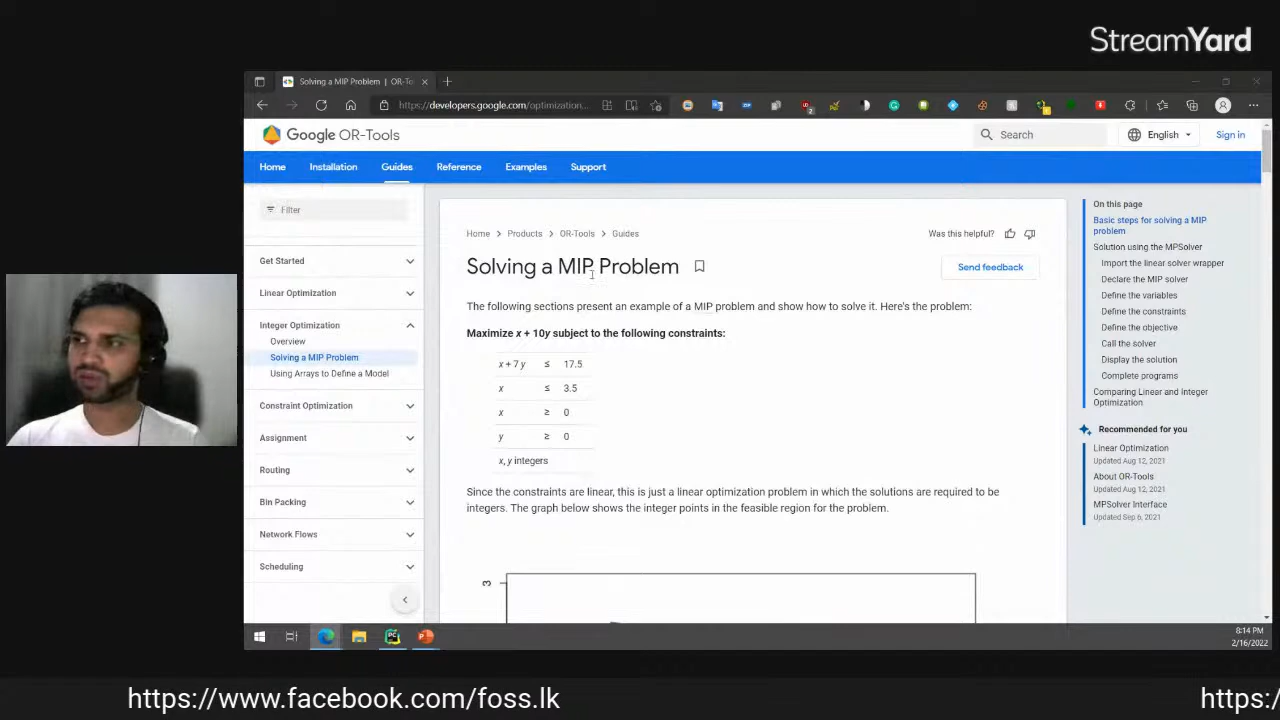 StreamYard
Solving a MIP Problem | OR-To
https://developers.google.com/optimization...
Google OR-Tools
Search
English
Sign in
Home
Installation
Guides
Reference
Examples
Support
Filter
Get Started
Linear Optimization
Integer Optimization
Overview
Solving a MIP Problem
Using Arrays to Define a Model
Constraint Optimization
Assignment
Routing
Bin Packing
Network Flows
Scheduling
Home > Products > OR-Tools > Guides
Was this helpful?
Solving a MIP Problem
Send feedback
The following sections present an example of a MIP problem and show how to solve it. Here's the problem:
Maximize x + 10y subject to the following constraints:
x + 7 y ≤ 17.5
x ≤ 3.5
x ≥ 0
y ≥ 0
x, y integers
Since the constraints are linear, this is just a linear optimization problem in which the solutions are required to be
integers. The graph below shows the integer points in the feasible region for the problem.
3
On this page
Basic steps for solving a MIP
problem
Solution using the MPSolver
Import the linear solver wrapper
Declare the MIP solver
Define the variables
Define the constraints
Define the objective
Call the solver
Display the solution
Complete programs
Comparing Linear and Integer
Optimization
Recommended for you
Linear Optimization
Updated Aug 12, 2021
About OR-Tools
Updated Aug 12, 2021
MPSolver Interface
Updated Sep 6, 2021
8:14 PM
2/16/2022
https://www.facebook.com/foss.lk
https:/